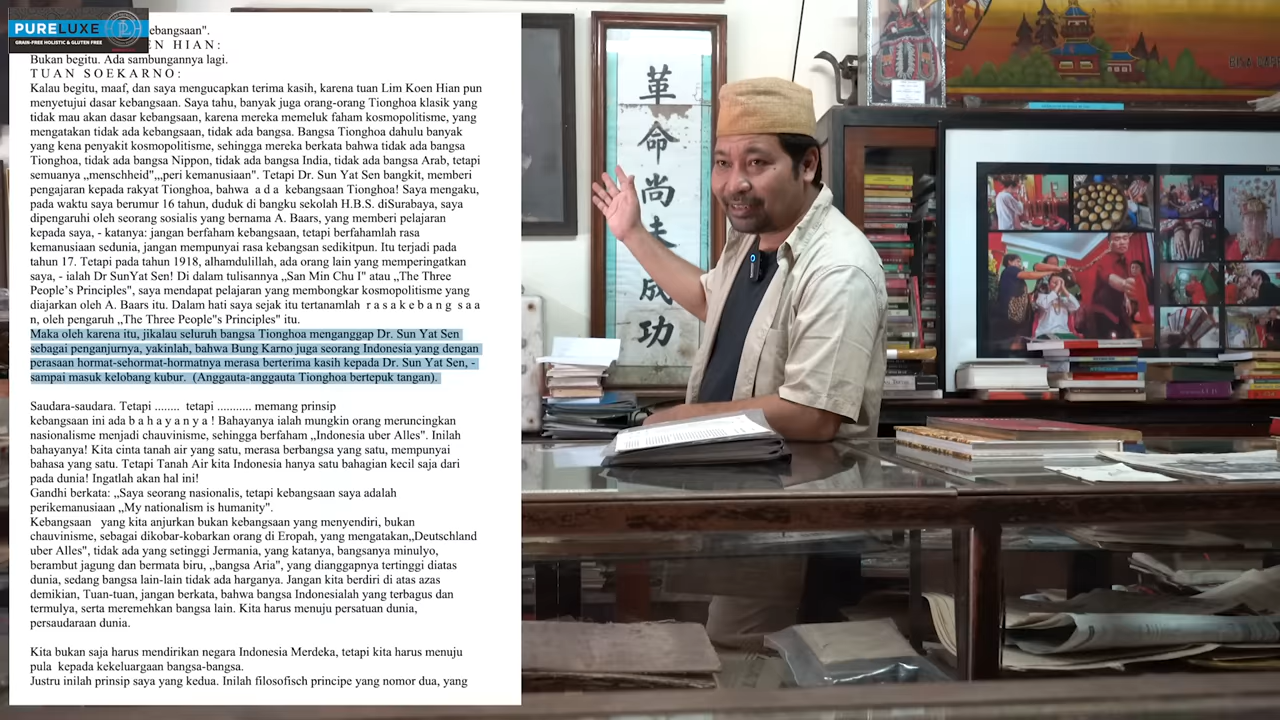 PURELUXE
GRAIN-FREE HOLISTIC & GLUTEN FREE
ebangsaan".
EN HIAN:
Bukan begitu. Ada sambungannya lagi.
TUAN SOEKARNO:
Kalau begitu, maaf, dan saya mengucapkan terima kasih, karena tuan Lim Koen Hian pun
menyetujui dasar kebangsaan. Saya tahu, banyak juga orang-orang Tionghoa klasik yang
tidak mau akan dasar kebangsaan, karena mereka memeluk faham kosmopolitisme, yang
mengatakan tidak ada kebangsaan, tidak ada bangsa. Bangsa Tionghoa dahulu banyak
yang kena penyakit kosmopolitisme, sehingga mereka berkata bahwa tidak ada bangsa
Tionghoa, tidak ada bangsa Nippon, tidak ada bangsa India, tidak ada bangsa Arab, tetapi
semuanya „menschheid",„peri kemanusiaan". Tetapi Dr. Sun Yat Sen bangkit, memberi
pengajaran kepada rakyat Tionghoa, bahwa a d a kebangsaan Tionghoa! Saya mengaku,
pada waktu saya berumur 16 tahun, duduk di bangku sekolah H.B.S. diSurabaya, saya
dipengaruhi oleh seorang sosialis yang bernama A. Baars, yang memberi pelajaran
kepada saya, - katanya: jangan berfaham kebangsaan, tetapi berfahamlah rasa
kemanusiaan sedunia, jangan mempunyai rasa kebangsan sedikitpun. Itu terjadi pada
tahun 17. Tetapi pada tahun 1918, alhamdulillah, ada orang lain yang memperingatkan
saya, - ialah Dr SunYat Sen! Di dalam tulisannya „San Min Chu I" atau „The Three
People's Principles", saya mendapat pelajaran yang membongkar kosmopolitisme yang
diajarkan oleh A. Baars itu. Dalam hati saya sejak itu tertanamlah r a s a k e b a n g s a a
n, oleh pengaruh „The Three People"s Principles" itu.
Maka oleh karena itu, jikalau seluruh bangsa Tionghoa menganggap Dr. Sun Yat Sen
sebagai penganjurnya, yakinlah, bahwa Bung Karno juga seorang Indonesia yang dengan
perasaan hormat-sehormat-hormatnya merasa berterima kasih kepada Dr. Sun Yat Sen, -
sampai masuk kelobang kubur. (Anggauta-anggauta Tionghoa bertepuk tangan).
Saudara-saudara. Tetapi ........ tetapi ........... memang prinsip
kebangsaan ini ada b a h a y a n y a ! Bahayanya ialah mungkin orang meruncingkan
nasionalisme menjadi chauvinisme, sehingga berfaham „Indonesia uber Alles". Inilah
bahayanya! Kita cinta tanah air yang satu, merasa berbangsa yang satu, mempunyai
bahasa yang satu. Tetapi Tanah Air kita Indonesia hanya satu bahagian kecil saja dari
pada dunia! Ingatlah akan hal ini!
Gandhi berkata: „Saya seorang nasionalis, tetapi kebangsaan saya adalah
perikemanusiaan „My nationalism is humanity".
Kebangsaan yang kita anjurkan bukan kebangsaan yang menyendiri, bukan
chauvinisme, sebagai dikobar-kobarkan orang di Eropah, yang mengatakan„Deutschland
uber Alles", tidak ada yang setinggi Jermania, yang katanya, bangsanya minulyo,
berambut jagung dan bermata biru, „bangsa Aria", yang dianggapnya tertinggi diatas
dunia, sedang bangsa lain-lain tidak ada harganya. Jangan kita berdiri di atas azas
demikian, Tuan-tuan, jangan berkata, bahwa bangsa Indonesialah yang terbagus dan
termulya, serta meremehkan bangsa lain. Kita harus menuju persatuan dunia,
persaudaraan dunia.
Kita bukan saja harus mendirikan negara Indonesia Merdeka, tetapi kita harus menuju
pula kepada kekeluargaan bangsa-bangsa.
Justru inilah prinsip saya yang kedua. Inilah filosofisch principe yang nomor dua, yang
革命尚未成功